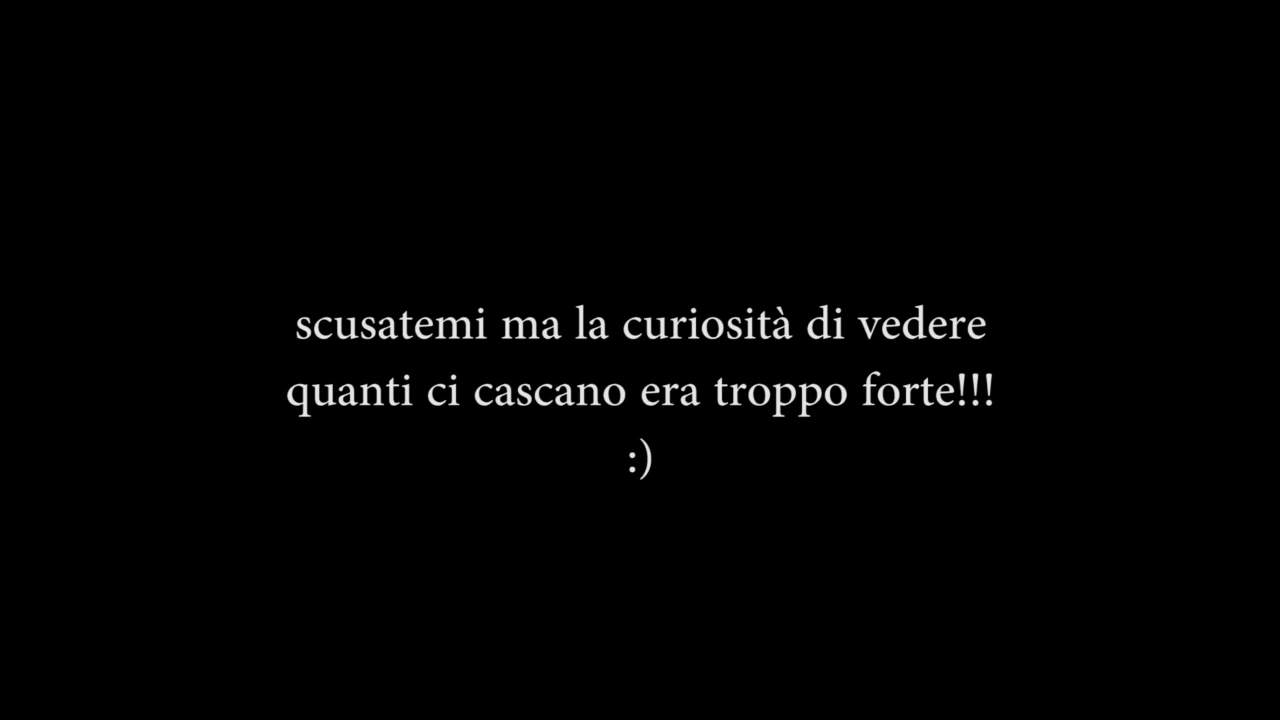 scusatemi ma la curiosità di vedere
quanti ci cascano era troppo forte!!!
:)